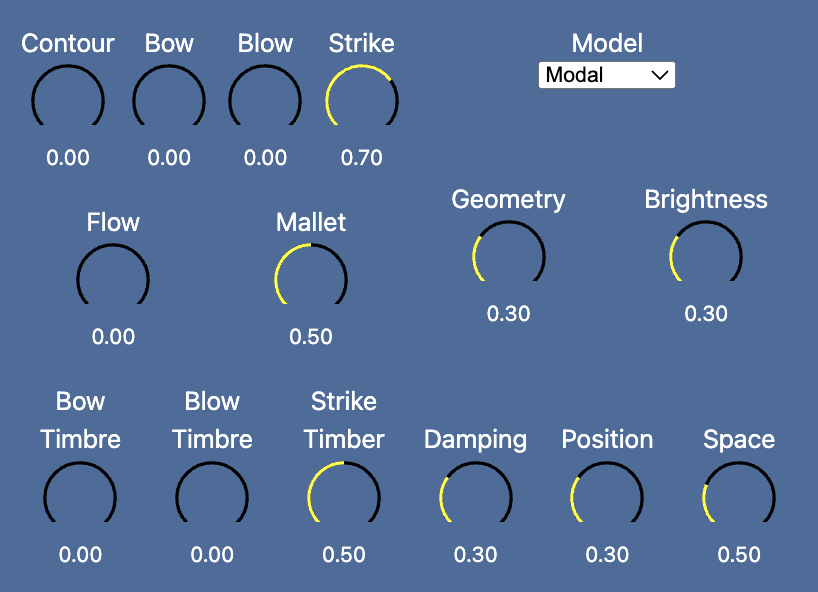 Contour Bow Blow Strike
Model
Modal
0.00 0.00 0.00 0.70
Geometry Brightness
Flow Mallet
0.30 0.30
0.00 0.50
Bow Blow Strike
Timbre Timbre Timber Damping Position Space
0.00 0.00 0.50 0.30 0.30 0.50